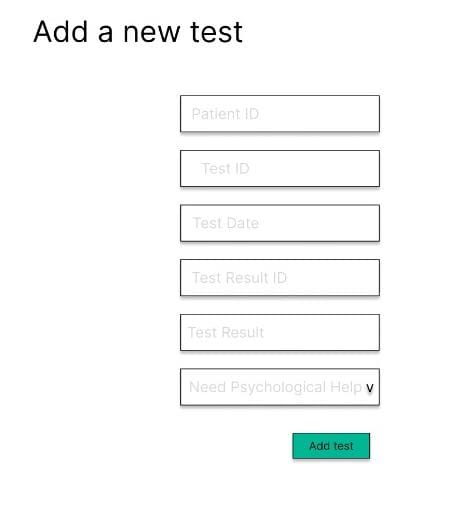 Add a new test
Patient ID
Test ID
Test Date
Test Result ID
Test Result
Need Psychological Help v
Add test